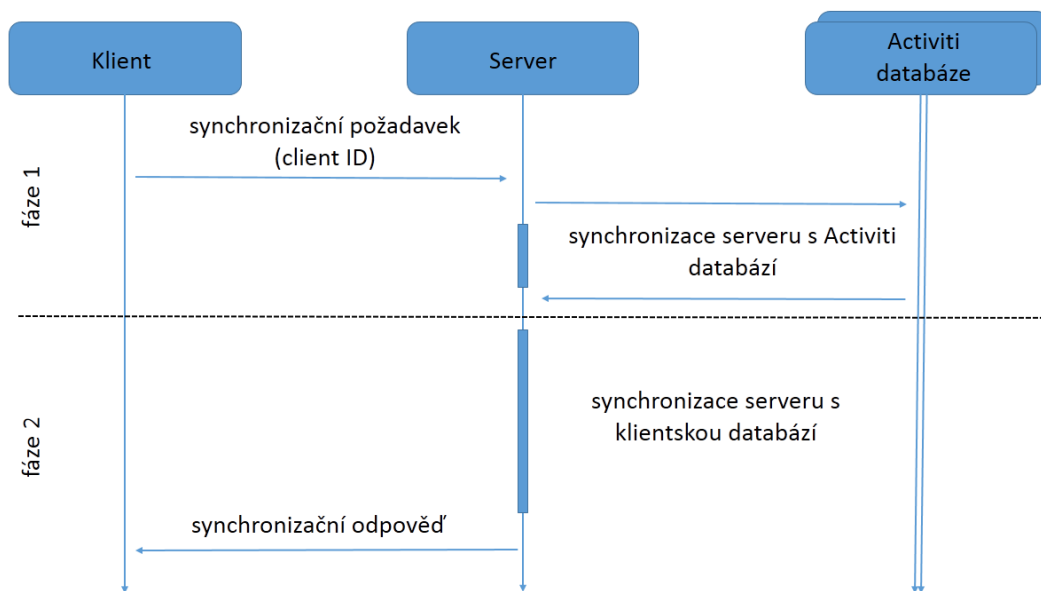 Klient
Server
Activiti
databáze
synchronizační požadavek
(client ID)
fáze 1
synchronizace serveru s Activiti
databází
synchronizace serveru s
klientskou databází
fáze 2
synchronizační odpověď